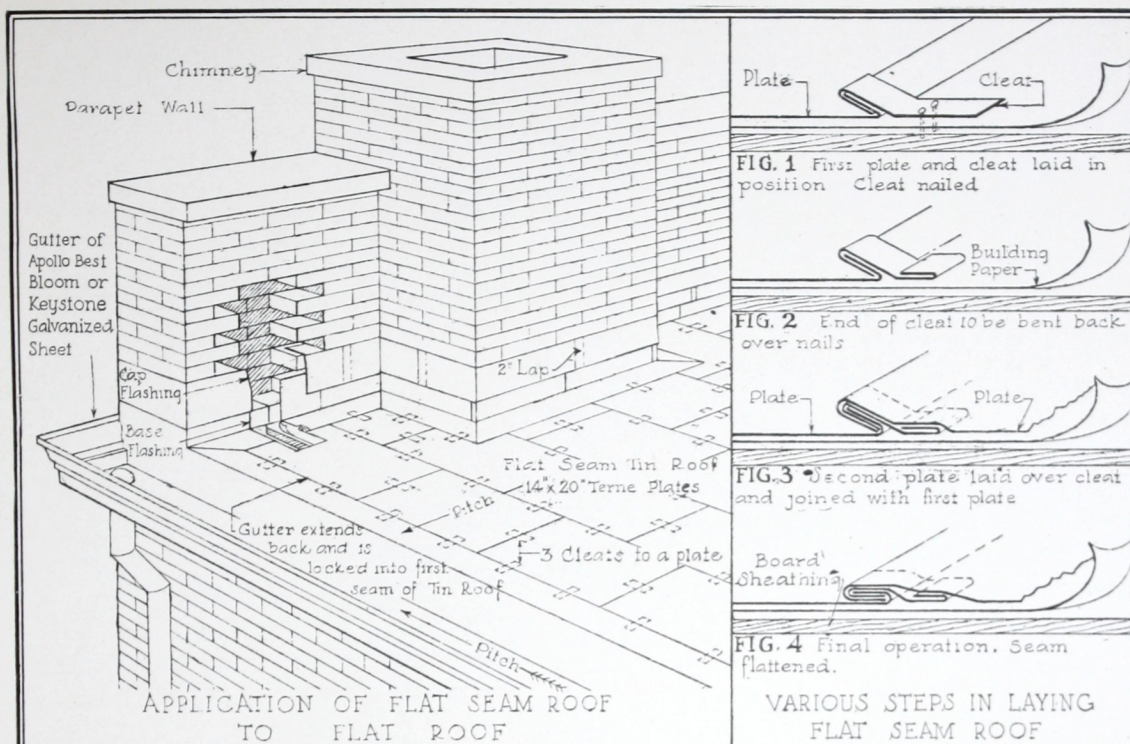 Chimney
Parapet Wall
Gutter of
Apollo Best
Bloom or
Keystone
Galvanized
Sheet
Cap
Flashing
Base
Flashing
2" Lap
Flat Seam Tin Roof
14"x 20" Terne Plates
Pitch
Gutter extends
back and is
locked into first
seam of Tin Roof
3 Cleats to a plate
Pitch
APPLICATION OF FLAT SEAM ROOF
TO FLAT ROOF
Plate
Cleat
FIG. 1 First plate and cleat laid in
position Cleat nailed
Building
Paper
FIG. 2 End of cleat to be bent back
over nails
Plate
Plate
FIG. 3 Second plate laid over cleat
and joined with first plate
Board
Sheathing
FIG. 4 Final operation. Seam
flattened.
VARIOUS STEPS IN LAYING
FLAT SEAM ROOF